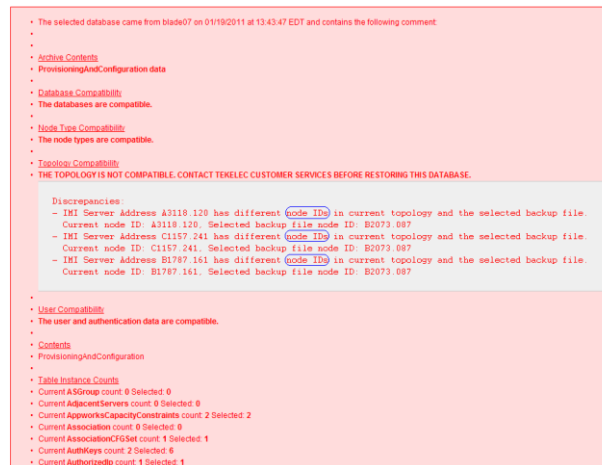 The selected database came from blade07 on 01/19/2011 at 13:43:47 EDT and contains the following comment:
Archive Contents
ProvisioningAndConfiguration data
Database Compatibility
The databases are compatible.
Node Type Compatibility
The node types are compatible.
Topology Compatibility
THE TOPOLOGY IS NOT COMPATIBLE. CONTACT TEKELEC CUSTOMER SERVICES BEFORE RESTORING THIS DATABASE.
Discrepancies:
- IMI Server Address A3118.120 has different node IDs in current topology and the selected backup file.
Current node ID: A3118.120, Selected backup file node ID: B2073.087
- IMI Server Address C1157.241 has different node IDs in current topology and the selected backup file.
Current node ID: C1157.241, Selected backup file node ID: B2073.087
- IMI Server Address B1787.161 has different node IDs in current topology and the selected backup file.
Current node ID: B1787.161, Selected backup file node ID: B2073.087
User Compatibility
The user and authentication data are compatible.
Contents
ProvisioningAndConfiguration
Table Instance Counts
Current ASGroup count: 0 Selected: 0
Current AdjacentServers count: 0 Selected: 0
Current AppworksCapacityConstraints count: 2 Selected: 2
Current Association count: 0 Selected: 0
Current AssociationCFGSet count: 1 Selected: 1
Current AuthKeys count: 2 Selected: 6
Current AuthorizedIp count: 1 Selected: 1